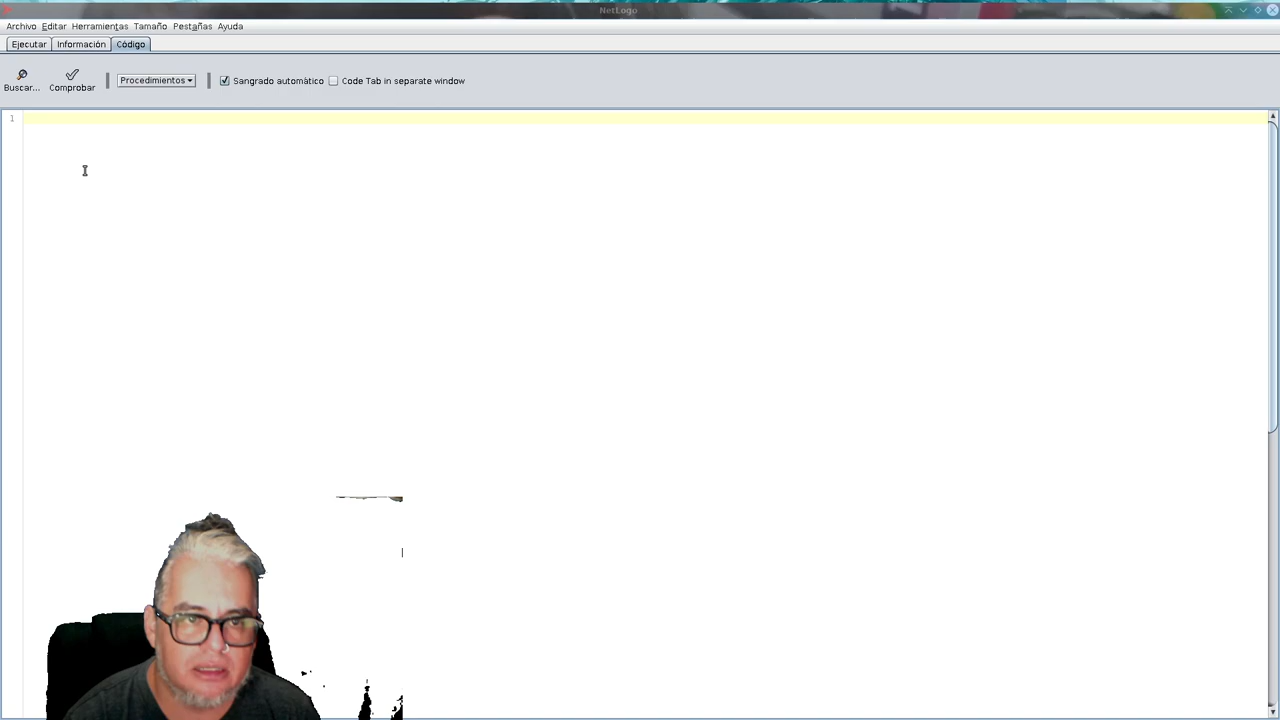 NetLogo
Archivo Editar Herramientas Tamaño Pestañas Ayuda
Ejecutar Información Código
Buscar... Comprobar Procedimientos Sangrado automático Code Tab in separate window
1